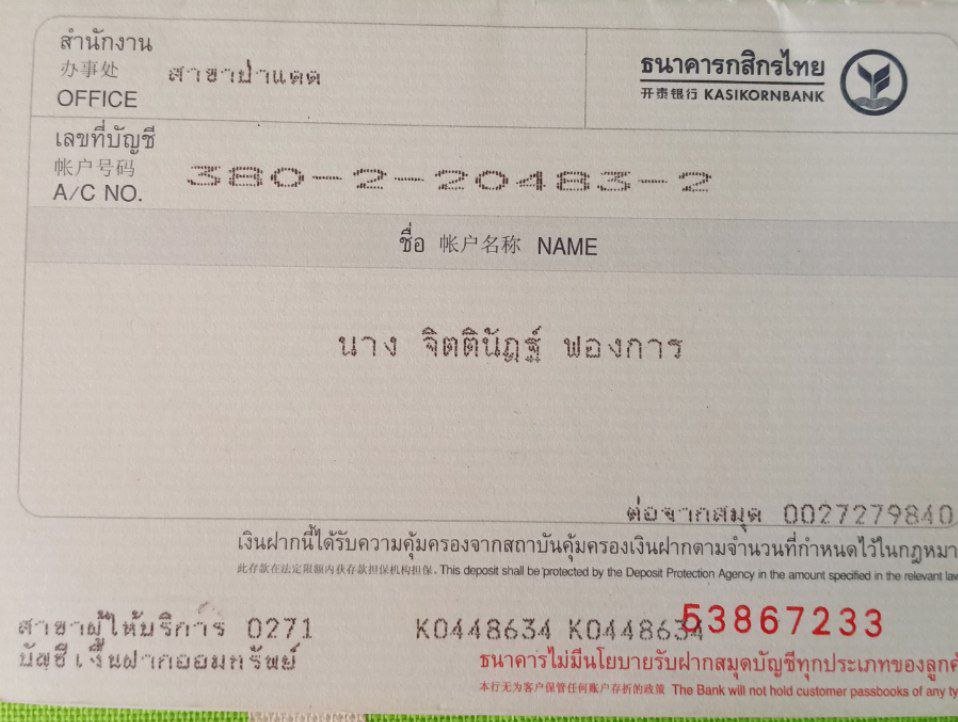 สำนักงาน
办事处
OFFICE
สาขาป่าแดด
ธนาคารกสิกรไทย
开泰银行 KASIKORNBANK
เลขที่บัญชี
帐户号码
A/C NO.
380-2-20483-2
ชื่อ 帐户名称 NAME
นาง จิตตินัฏฐ์ ฟองการ
ต่อจากสมุด 0027279840
เงินฝากนี้ได้รับความคุ้มครองจากสถาบันคุ้มครองเงินฝากตามจำนวนที่กำหนดไว้ในกฎหมา
此存款在法定限额内获存款担保机构担保. This deposit shall be protected by the Deposit Protection Agency in the amount specified in the relevant law
สาขาผู้ให้บริการ 0271
K0448634 K0448634
53867233
บัญชีเงินฝากออมทรัพย์
ธนาคารไม่มีนโยบายรับฝากสมุดบัญชีทุกประเภทของลูกค้
本行无为客户保管任何账户存折的政策 The Bank will not hold customer passbooks of any ty